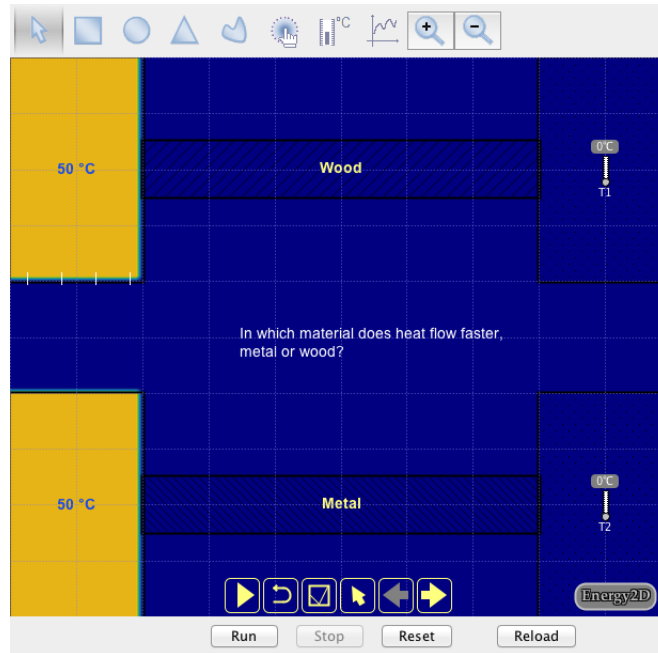 °C
50 °C
Wood
0°C
T1
In which material does heat flow faster,
metal or wood?
50 °C
Metal
0°C
T2
Energy2D
Run
Stop
Reset
Reload